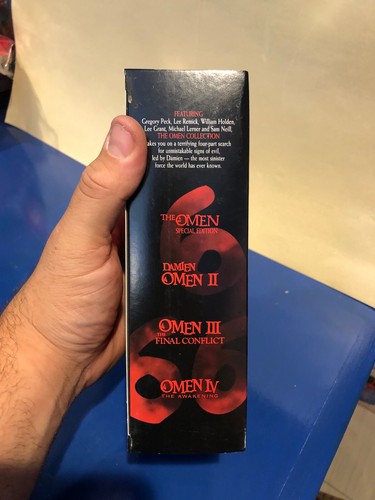 FEATURING
Gregory Peck, Lee Remick, William Holden,
Lee Grant, Michael Lerner and Sam Neill,
THE OMEN COLLECTION
takes you on a terrifying four-part search
for unmistakable signs of evil,
led by Damien — the most sinister
force the world has ever known.
THE OMEN
SPECIAL EDITION
DAMIEN
OMEN II
OMEN III
THE
FINAL CONFLICT
OMEN IV
THE AWAKENING
666